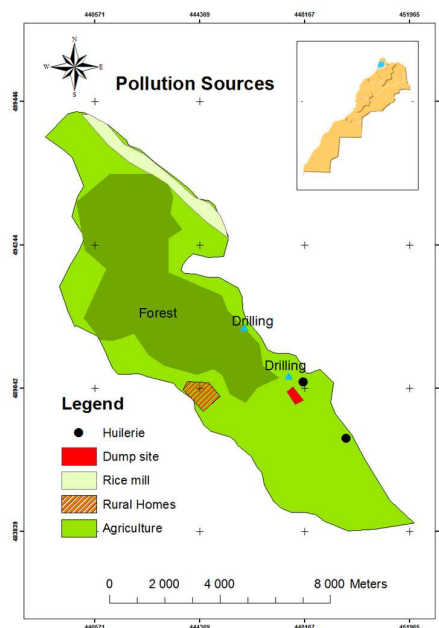 440571 444369 448167 451965
N
W E
S
Pollution Sources
Forest
Drilling
Drilling
Legend
Huilerie
Dump site
Rice mill
Rural Homes
Agriculture
483839
0 2 000 4 000 8 000 Meters
440571 444369 448167 451965